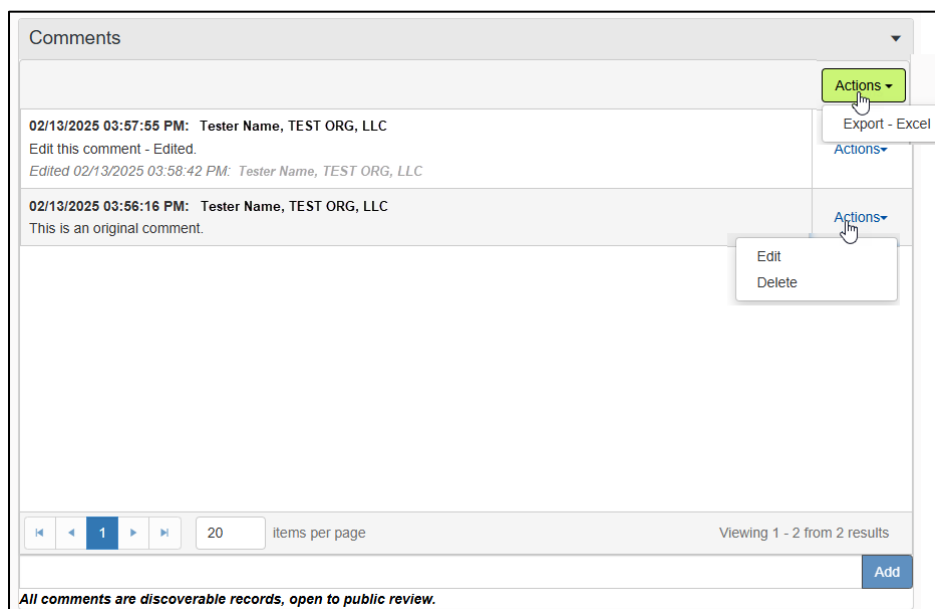 Comments
Actions
Export - Excel
02/13/2025 03:57:55 PM: Tester Name, TEST ORG, LLC
Edit this comment - Edited.
Actions
Edited 02/13/2025 03:58:42 PM: Tester Name, TEST ORG, LLC
02/13/2025 03:56:16 PM: Tester Name, TEST ORG, LLC
This is an original comment.
Actions
Edit
Delete
1 20 items per page Viewing 1 - 2 from 2 results
Add
All comments are discoverable records, open to public review.